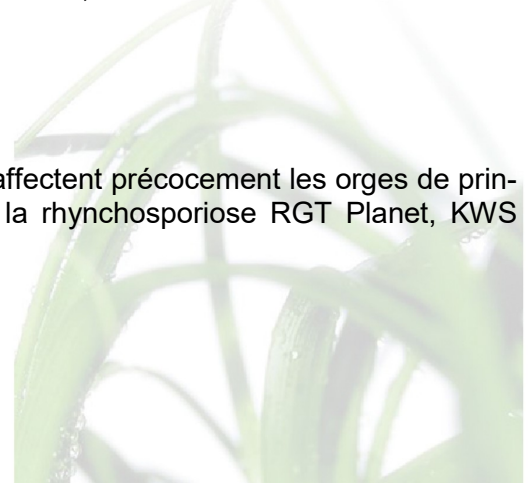 affectent précocement les orges de prin-
la rhynchosporiose RGT Planet, KWS